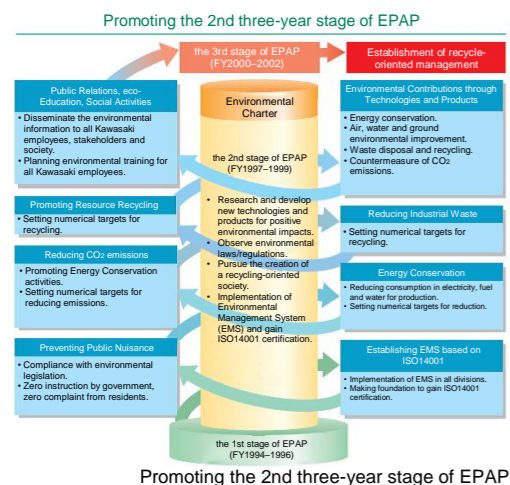 Promoting the 2nd three-year stage of EPAP
the 3rd stage of EPAP
(FY2000–2002)
Establishment of recycle-
oriented management
Public Relations, eco-
Education, Social Activities
• Disseminate the environmental
information to all Kawasaki
employees, stakeholders and
society.
• Planning environmental training for
all Kawasaki employees.
Promoting Resource Recycling
• Setting numerical targets for
recycling.
Reducing CO2 emissions
• Promoting Energy Conservation
activities.
• Setting numerical targets for
reducing emissions.
Preventing Public Nuisance
• Compliance with environmental
legislation.
• Zero instruction by government,
zero complaint from residents.
Environmental
Charter
the 2nd stage of EPAP
(FY1997–1999)
• Research and develop
new technologies and
products for positive
environmental impacts.
• Observe environmental
laws/regulations.
• Pursue the creation of
a recycling-oriented
society.
• Implementation of
Environmental
Management System
(EMS) and gain
ISO14001 certification.
the 1st stage of EPAP
(FY1994–1996)
Environmental Contributions through
Technologies and Products
• Energy conservation.
• Air, water and ground
environmental improvement.
• Waste disposal and recycling.
• Countermeasure of CO2
emissions.
Reducing Industrial Waste
• Setting numerical targets for
recycling.
Energy Conservation
• Reducing consumption in electricity, fuel
and water for production.
• Setting numerical targets for reduction.
Establishing EMS based on
ISO14001
• Implementation of EMS in all divisions.
• Making foundation to gain ISO14001
certification.
Promoting the 2nd three-year stage of EPAP